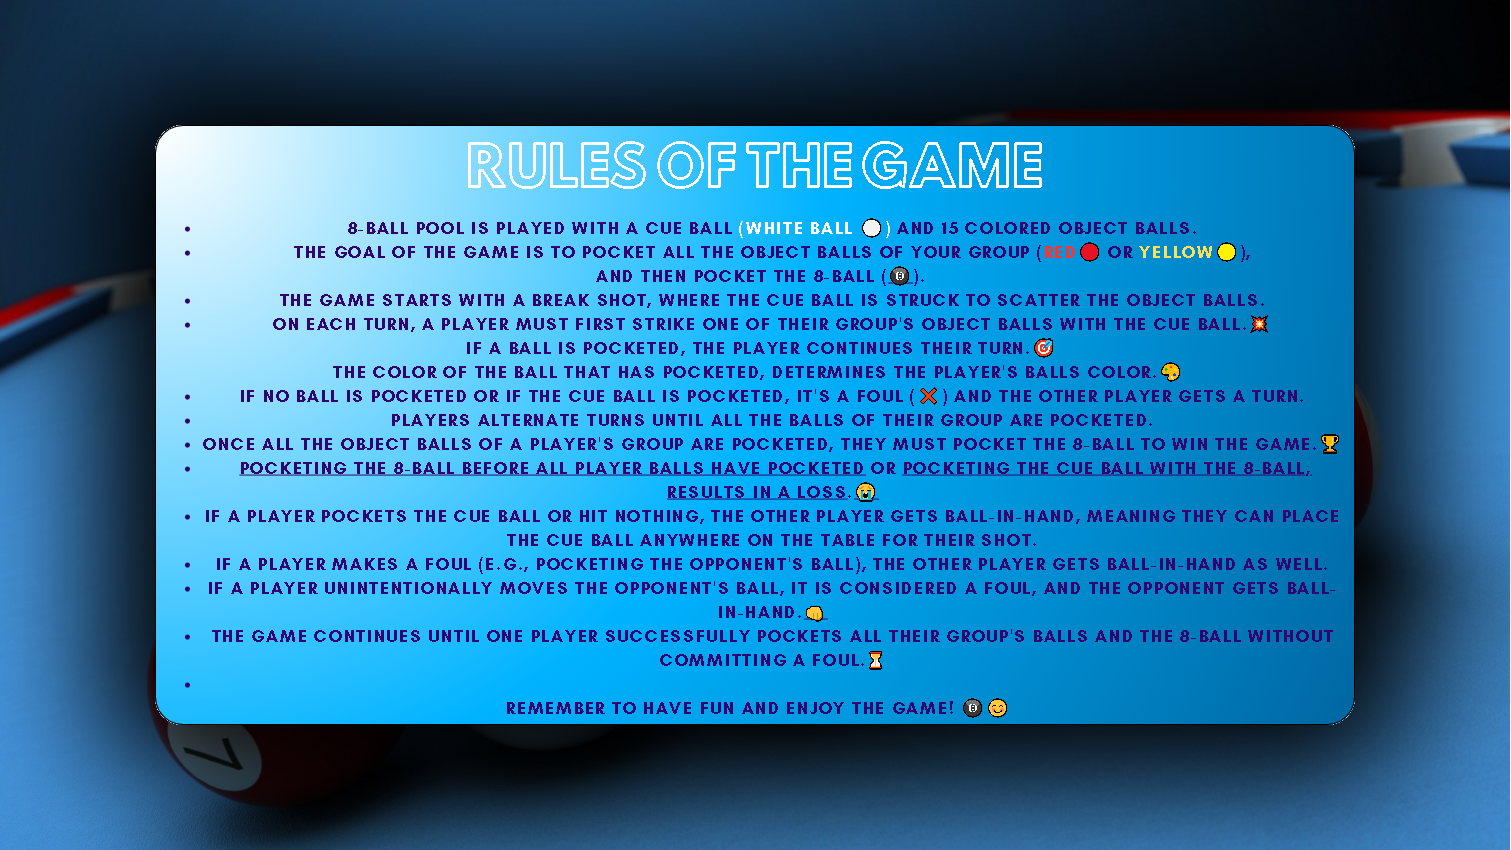 RULES OF THE GAME
• 8-BALL POOL IS PLAYED WITH A CUE BALL (WHITE BALL ⚪) AND 15 COLORED OBJECT BALLS.
• THE GOAL OF THE GAME IS TO POCKET ALL THE OBJECT BALLS OF YOUR GROUP (RED🔴 OR YELLOW🟡),
AND THEN POCKET THE 8-BALL (🎱).
• THE GAME STARTS WITH A BREAK SHOT, WHERE THE CUE BALL IS STRUCK TO SCATTER THE OBJECT BALLS.
• ON EACH TURN, A PLAYER MUST FIRST STRIKE ONE OF THEIR GROUP'S OBJECT BALLS WITH THE CUE BALL.💥
IF A BALL IS POCKETED, THE PLAYER CONTINUES THEIR TURN.🎯
THE COLOR OF THE BALL THAT HAS POCKETED, DETERMINES THE PLAYER'S BALLS COLOR.🎨
• IF NO BALL IS POCKETED OR IF THE CUE BALL IS POCKETED, IT'S A FOUL (❌) AND THE OTHER PLAYER GETS A TURN.
• PLAYERS ALTERNATE TURNS UNTIL ALL THE BALLS OF THEIR GROUP ARE POCKETED.
• ONCE ALL THE OBJECT BALLS OF A PLAYER'S GROUP ARE POCKETED, THEY MUST POCKET THE 8-BALL TO WIN THE GAME.🏆
• POCKETING THE 8-BALL BEFORE ALL PLAYER BALLS HAVE POCKETED OR POCKETING THE CUE BALL WITH THE 8-BALL,
RESULTS IN A LOSS.😭
• IF A PLAYER POCKETS THE CUE BALL OR HIT NOTHING, THE OTHER PLAYER GETS BALL-IN-HAND, MEANING THEY CAN PLACE
THE CUE BALL ANYWHERE ON THE TABLE FOR THEIR SHOT.
• IF A PLAYER MAKES A FOUL (E.G., POCKETING THE OPPONENT'S BALL), THE OTHER PLAYER GETS BALL-IN-HAND AS WELL.
• IF A PLAYER UNINTENTIONALLY MOVES THE OPPONENT'S BALL, IT IS CONSIDERED A FOUL, AND THE OPPONENT GETS BALL-
IN-HAND.👊
• THE GAME CONTINUES UNTIL ONE PLAYER SUCCESSFULLY POCKETS ALL THEIR GROUP'S BALLS AND THE 8-BALL WITHOUT
COMMITTING A FOUL.⏳
•
REMEMBER TO HAVE FUN AND ENJOY THE GAME! 🎱😊
7